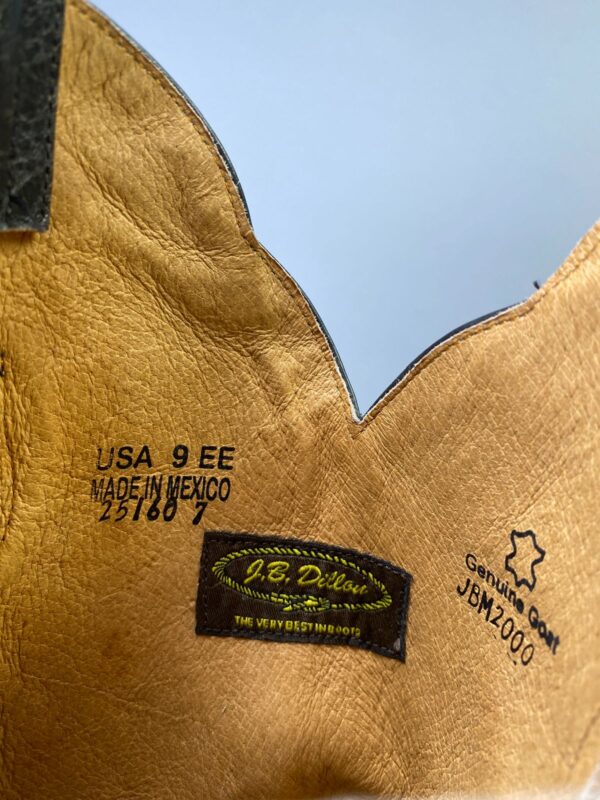 USA 9 EE
MADE IN MEXICO
25160 7
J.B. Dillon
THE VERY BEST IN BOOTS
Genuine Goat
JBM2000